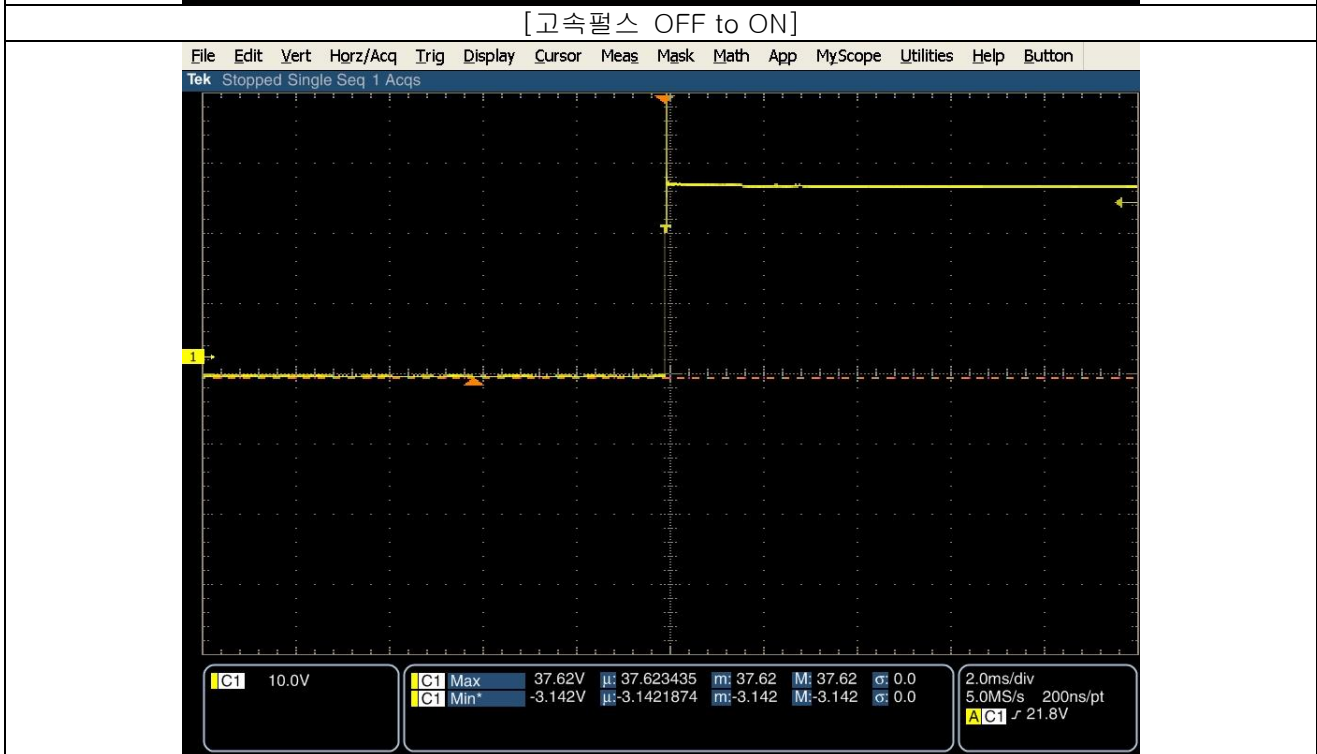 [고속펄스 OFF to ON]
File Edit Vert Horz/Acq Trig Display Cursor Meas Mask Math App MyScope Utilities Help Button
Tek Stopped Single Seq 1 Acqs
T
1
C1 10.0V
C1 Max 37.62V μ: 37.623435 m: 37.62 M: 37.62 σ: 0.0
C1 Min* -3.142V μ:-3.1421874 m:-3.142 M:-3.142 σ: 0.0
2.0ms/div
5.0MS/s 200ns/pt
A C1 21.8V